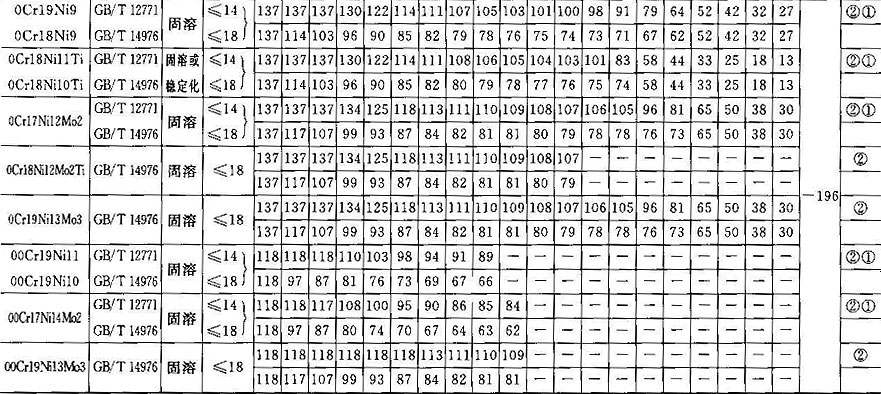 0Cr19Ni9 GB/T 12771 固溶 ≤14 137 137 137 130 122 114 111 107 105 103 101 100 98 91 79 64 52 42 32 27 ②①
0Cr18Ni9 GB/T 14976 ≤18 137 114 103 96 90 85 82 79 78 76 75 74 73 71 67 62 52 42 32 27
0Cr18Ni11Ti GB/T 12771 固溶或 ≤14 137 137 137 130 122 114 111 108 106 105 104 103 101 83 58 44 33 25 18 13 ②①
0Cr18Ni10Ti GB/T 14976 稳定化 ≤18 137 114 103 96 90 85 82 80 79 78 77 76 75 74 58 44 33 25 18 13
0Cr17Ni12Mo2 GB/T 12771 固溶 ≤14 137 137 137 134 125 118 113 111 110 109 108 107 106 105 96 81 65 50 38 30 ②①
GB/T 14976 ≤18 137 117 107 99 93 87 84 82 81 81 80 79 78 78 76 73 65 50 38 30
0Cr18Ni12Mo2Ti GB/T 14976 固溶 ≤18 137 137 137 134 125 118 113 111 110 109 108 107 — — — — — — — — ②
137 117 107 99 93 87 84 82 81 81 80 79 — — — — — — — —
-196
0Cr19Ni13Mo3 GB/T 14976 固溶 ≤18 137 137 137 134 125 118 113 111 110 109 108 107 106 105 96 81 65 50 38 30 ②
137 117 107 99 93 87 84 82 81 81 80 79 78 78 76 73 65 50 38 30
00Cr19Ni11 GB/T 12771 固溶 ≤14 118 118 118 110 103 98 94 91 89 — — — — — — — — — — — ②①
00Cr19Ni10 GB/T 14976 ≤18 118 97 87 81 76 73 69 67 66 — — — — — — — — — — —
00Cr17Ni14Mo2 GB/T 12771 固溶 ≤14 118 118 117 108 100 95 90 86 85 84 — — — — — — — — — — ②①
GB/T 14976 ≤18 118 97 87 80 74 70 67 64 63 62 — — — — — — — — — —
00Cr19Ni13Mo3 GB/T 14976 固溶 ≤18 118 118 118 118 118 118 113 111 110 109 — — — — — — — — — — ②
118 117 107 99 93 87 84 82 81 81 — — — — — — — — — —